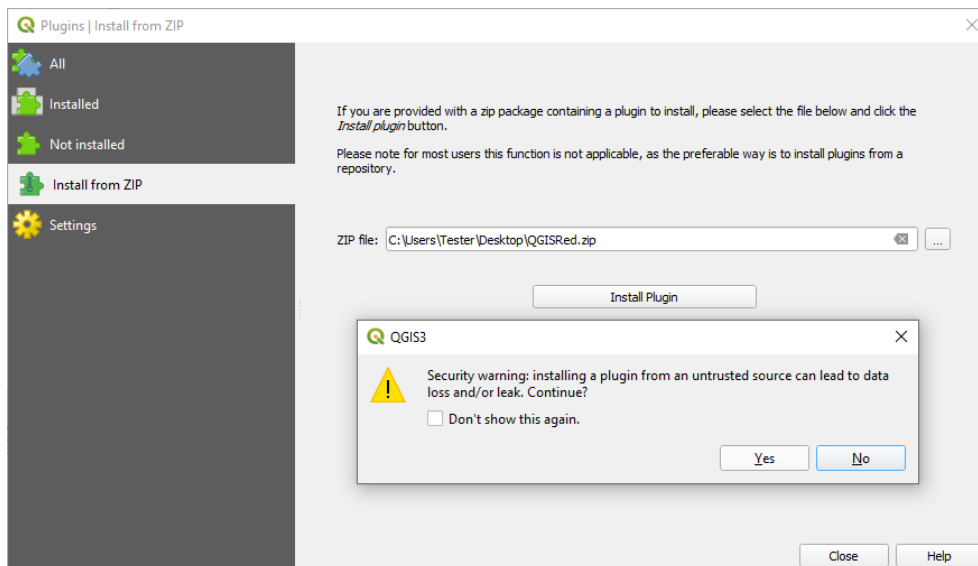 Plugins | Install from ZIP
All
Installed
Not installed
Install from ZIP
Settings
If you are provided with a zip package containing a plugin to install, please select the file below and click the
Install plugin button.
Please note for most users this function is not applicable, as the preferable way is to install plugins from a
repository.
ZIP file: C:\Users\Tester\Desktop\QGISRed.zip ...
Install Plugin
QGIS3
Security warning: installing a plugin from an untrusted source can lead to data
loss and/or leak. Continue?
Don't show this again.
Yes No
Close Help